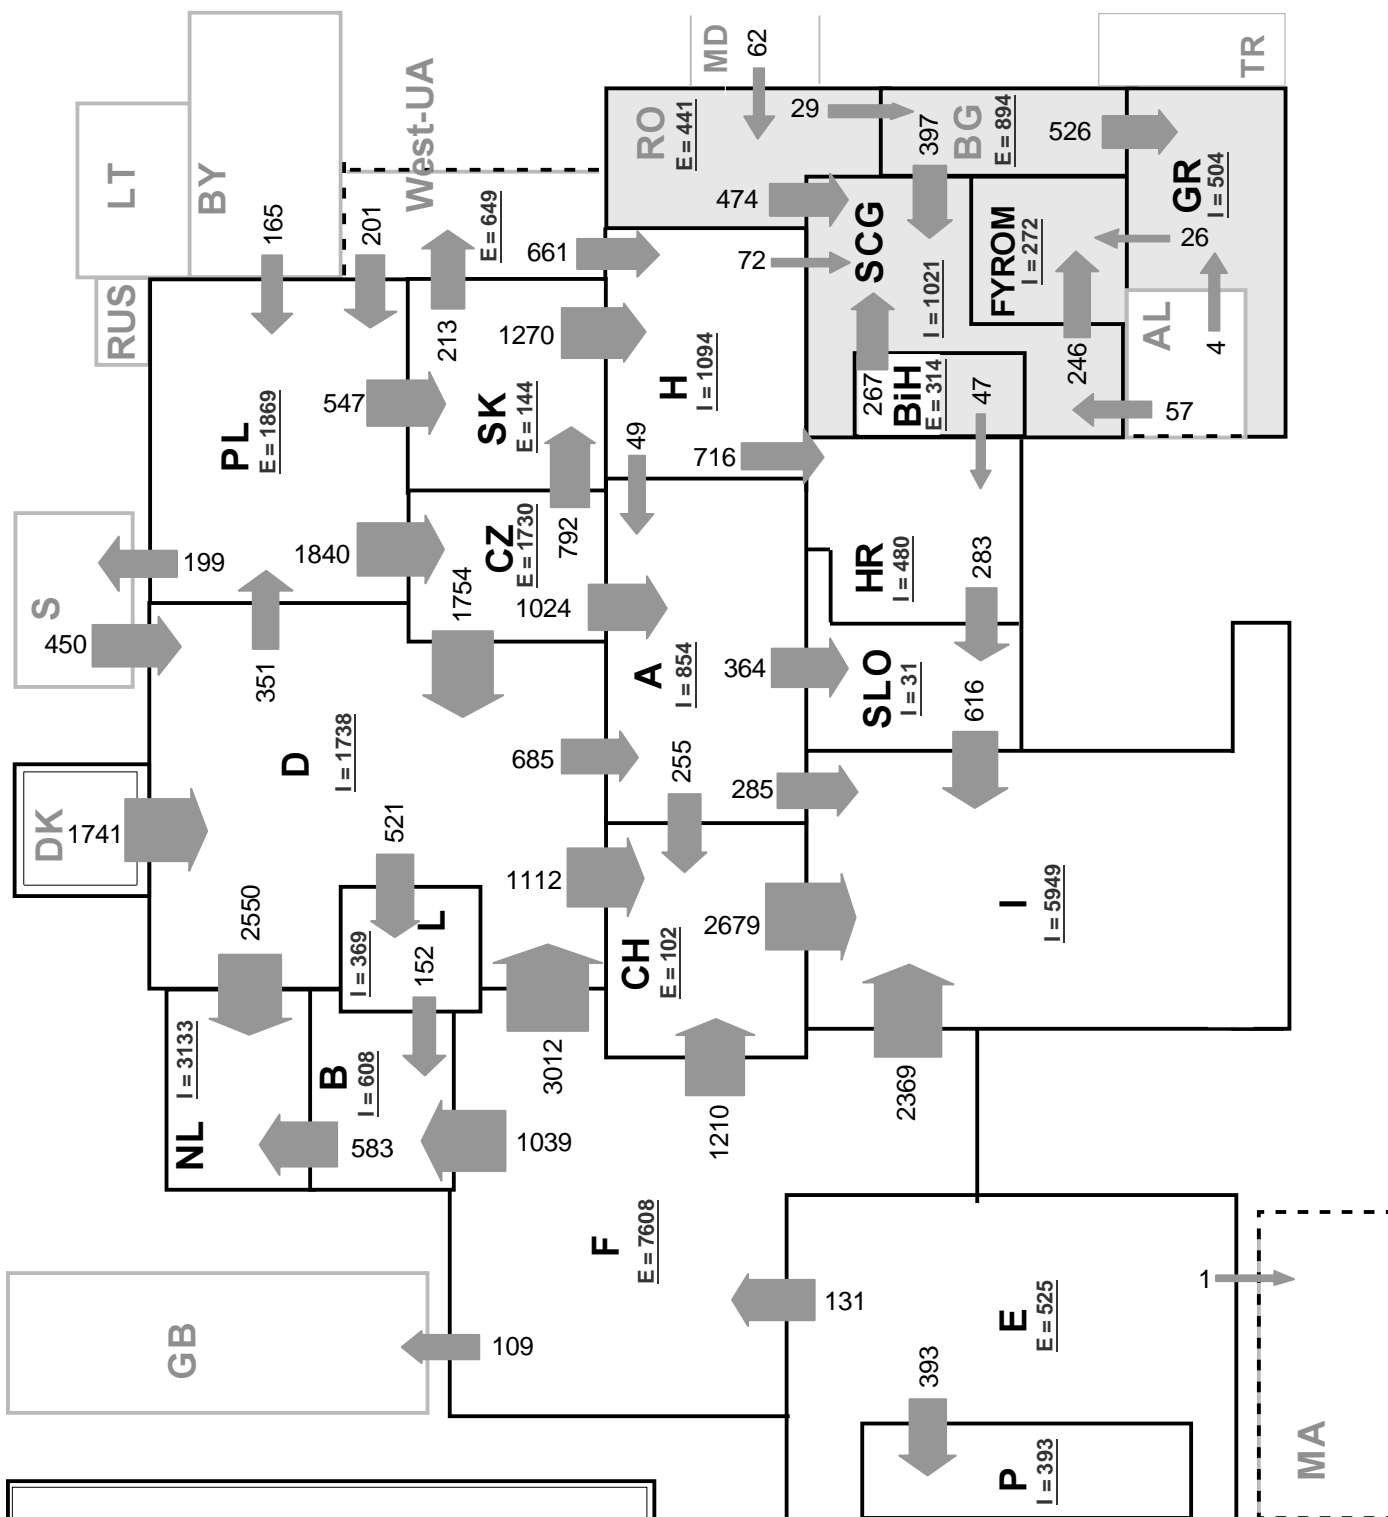 MD
62
TR
LT
BY
West-UA
RO
E = 441
29
397
BG
E = 894
526
GR
I = 504
165
201
E = 649
661
474
72
SCG
I = 1021
FYROM
I = 272
26
RUS
213
1270
H
I = 1094
267
BiH
E = 314
47
246
AL
4
57
PL
E = 1869
547
SK
E = 144
49
716
S
199
1840
CZ
E = 1730
792
1754
1024
HR
I = 480
283
450
351
A
I = 854
364
SLO
I = 31
616
D
I = 1738
685
255
285
DK
1741
521
1112
2679
I
I = 5949
2550
L
I = 369
152
CH
E = 102
NL
I = 3133
B
I = 608
583
1039
3012
1210
2369
F
E = 7608
131
1
E
E = 525
GB
109
393
P
I = 393
MA